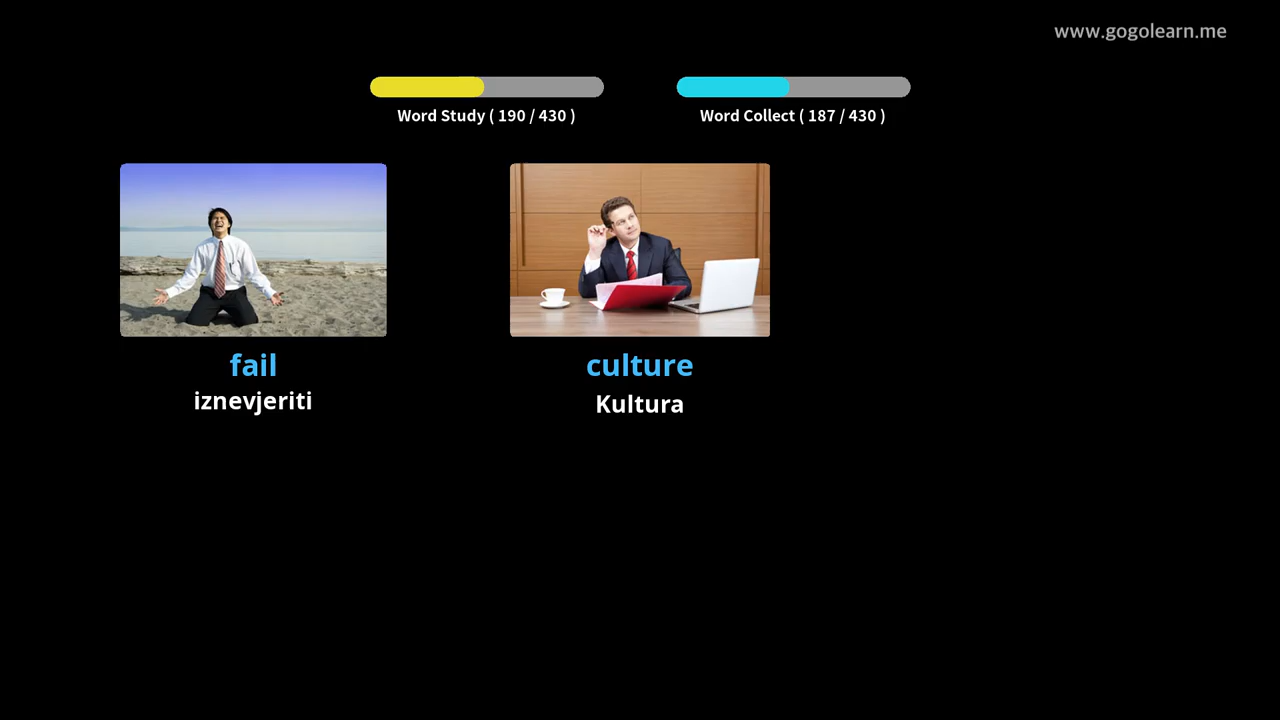 www.gogolearn.me
Word Study ( 190 / 430 )
Word Collect ( 187 / 430 )
fail
iznevjeriti
culture
Kultura